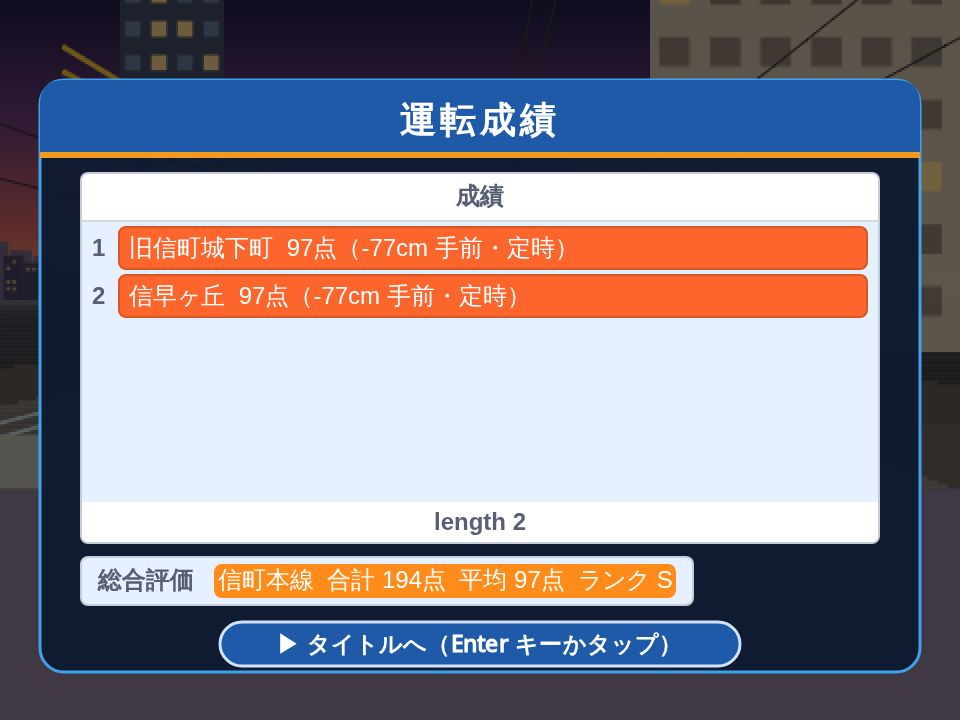 運転成績
成績
1 旧信町城下町 97点（-77cm 手前・定時）
2 信早ヶ丘 97点（-77cm 手前・定時）
length 2
総合評価 信町本線 合計 194点 平均 97点 ランク S
▶ タイトルへ（Enter キーかタップ）